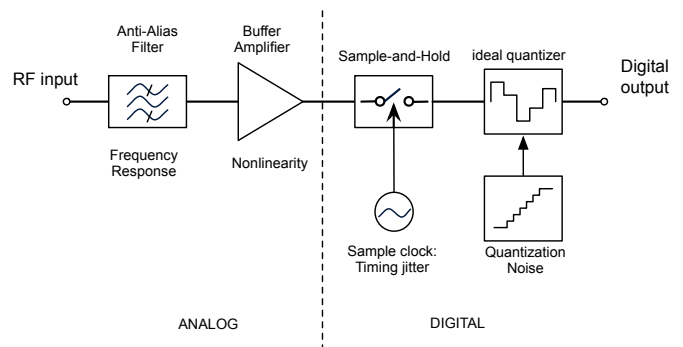 Anti-Alias
Filter
Buffer
Amplifier
Sample-and-Hold
ideal quantizer
RF input
Digital
output
Frequency
Response
Nonlinearity
Sample clock:
Timing jitter
Quantization
Noise
ANALOG
DIGITAL